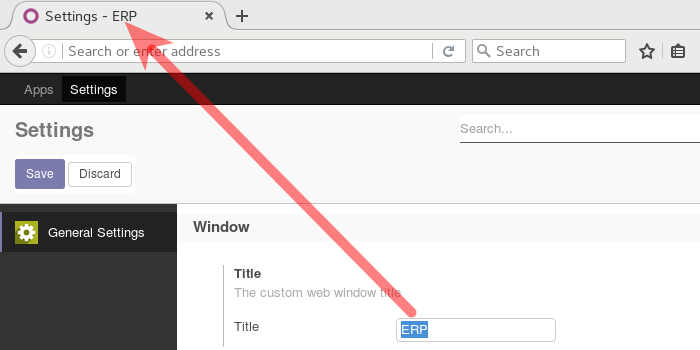 Settings - ERP
Search or enter address
Search
Apps Settings
Settings
Search...
Save Discard
General Settings
Window
Title
The custom web window title
Title ERP